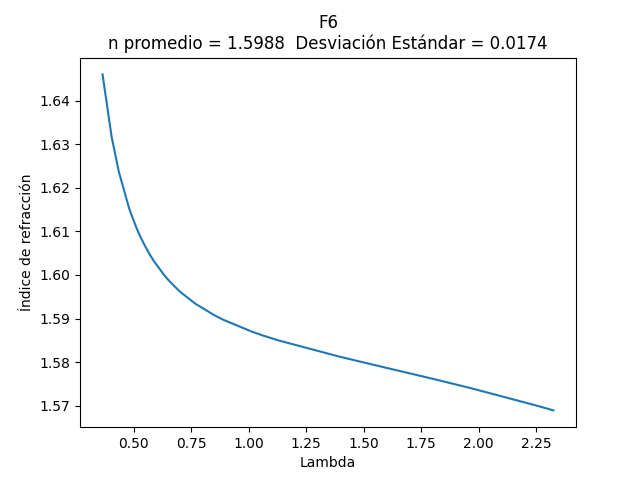 F6
n promedio = 1.5988 Desviación Estándar = 0.0174
Índice de refracción
1.64
1.63
1.62
1.61
1.60
1.59
1.58
1.57
0.50 0.75 1.00 1.25 1.50 1.75 2.00 2.25
Lambda